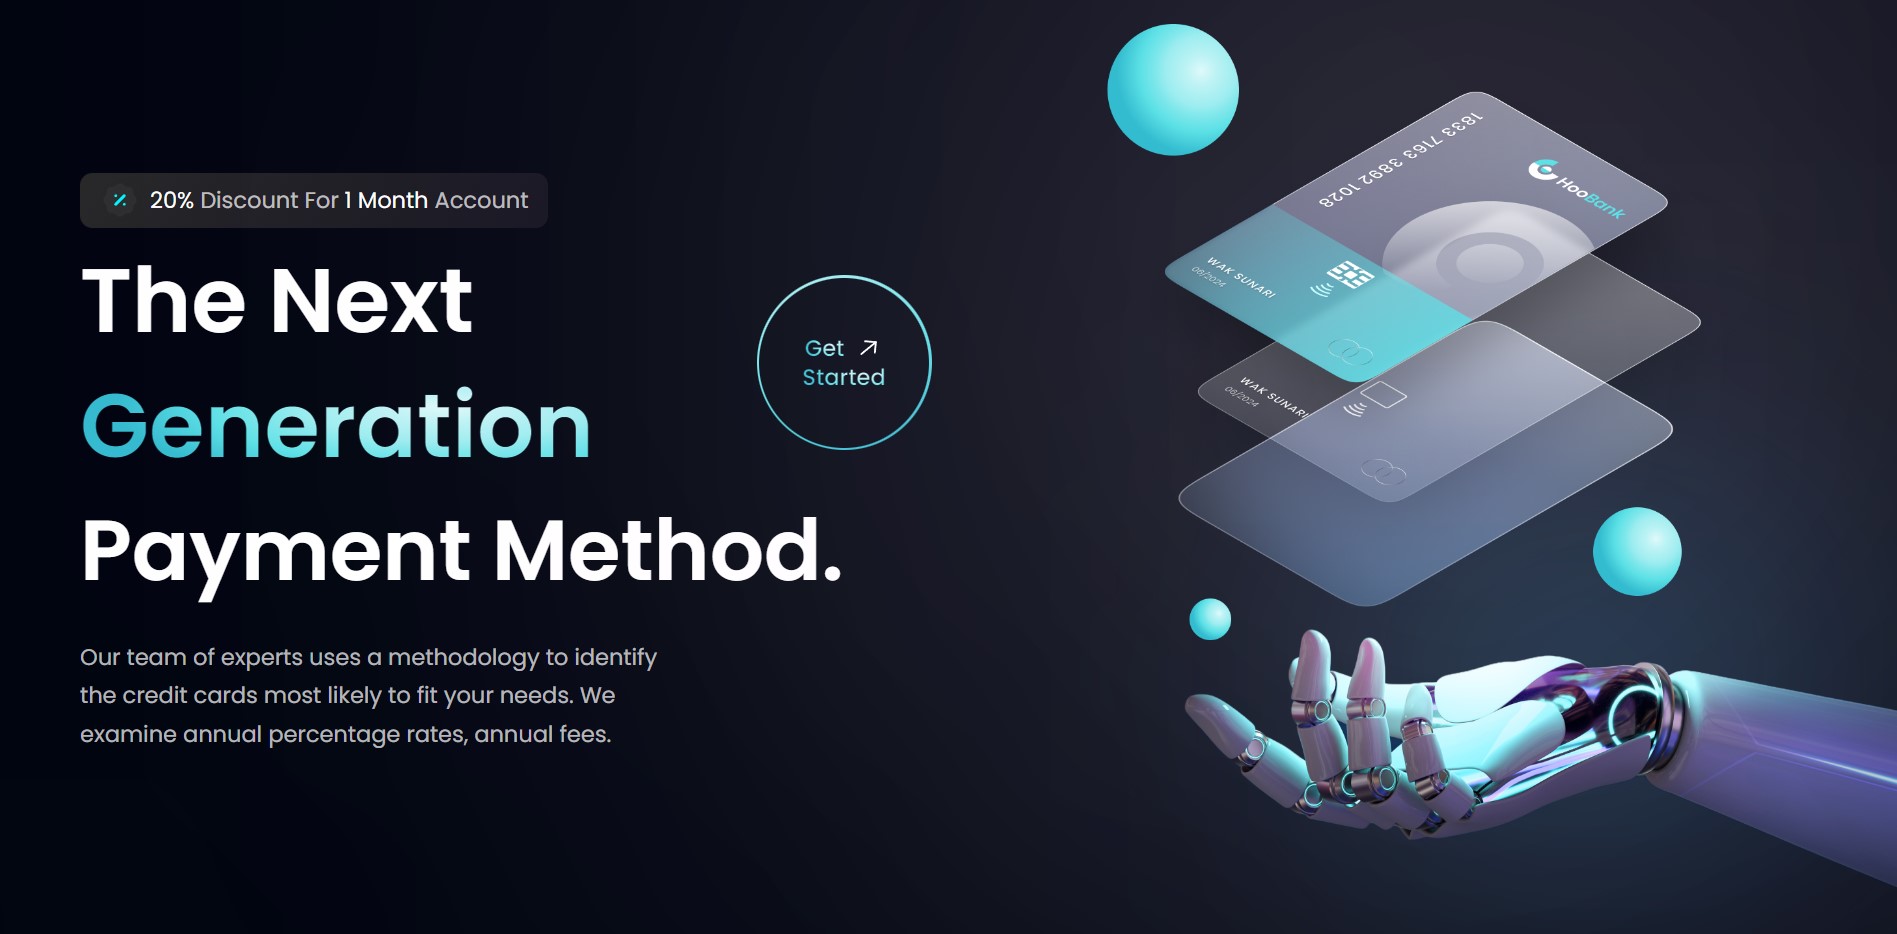 20% Discount For 1 Month Account
The Next
Generation
Payment Method.
Get
Started
Our team of experts uses a methodology to identify
the credit cards most likely to fit your needs. We
examine annual percentage rates, annual fees.
1833 7163 3892 1028
HooBank
WAK SUNARI
08/2024
WAK SUNARI
08/2024